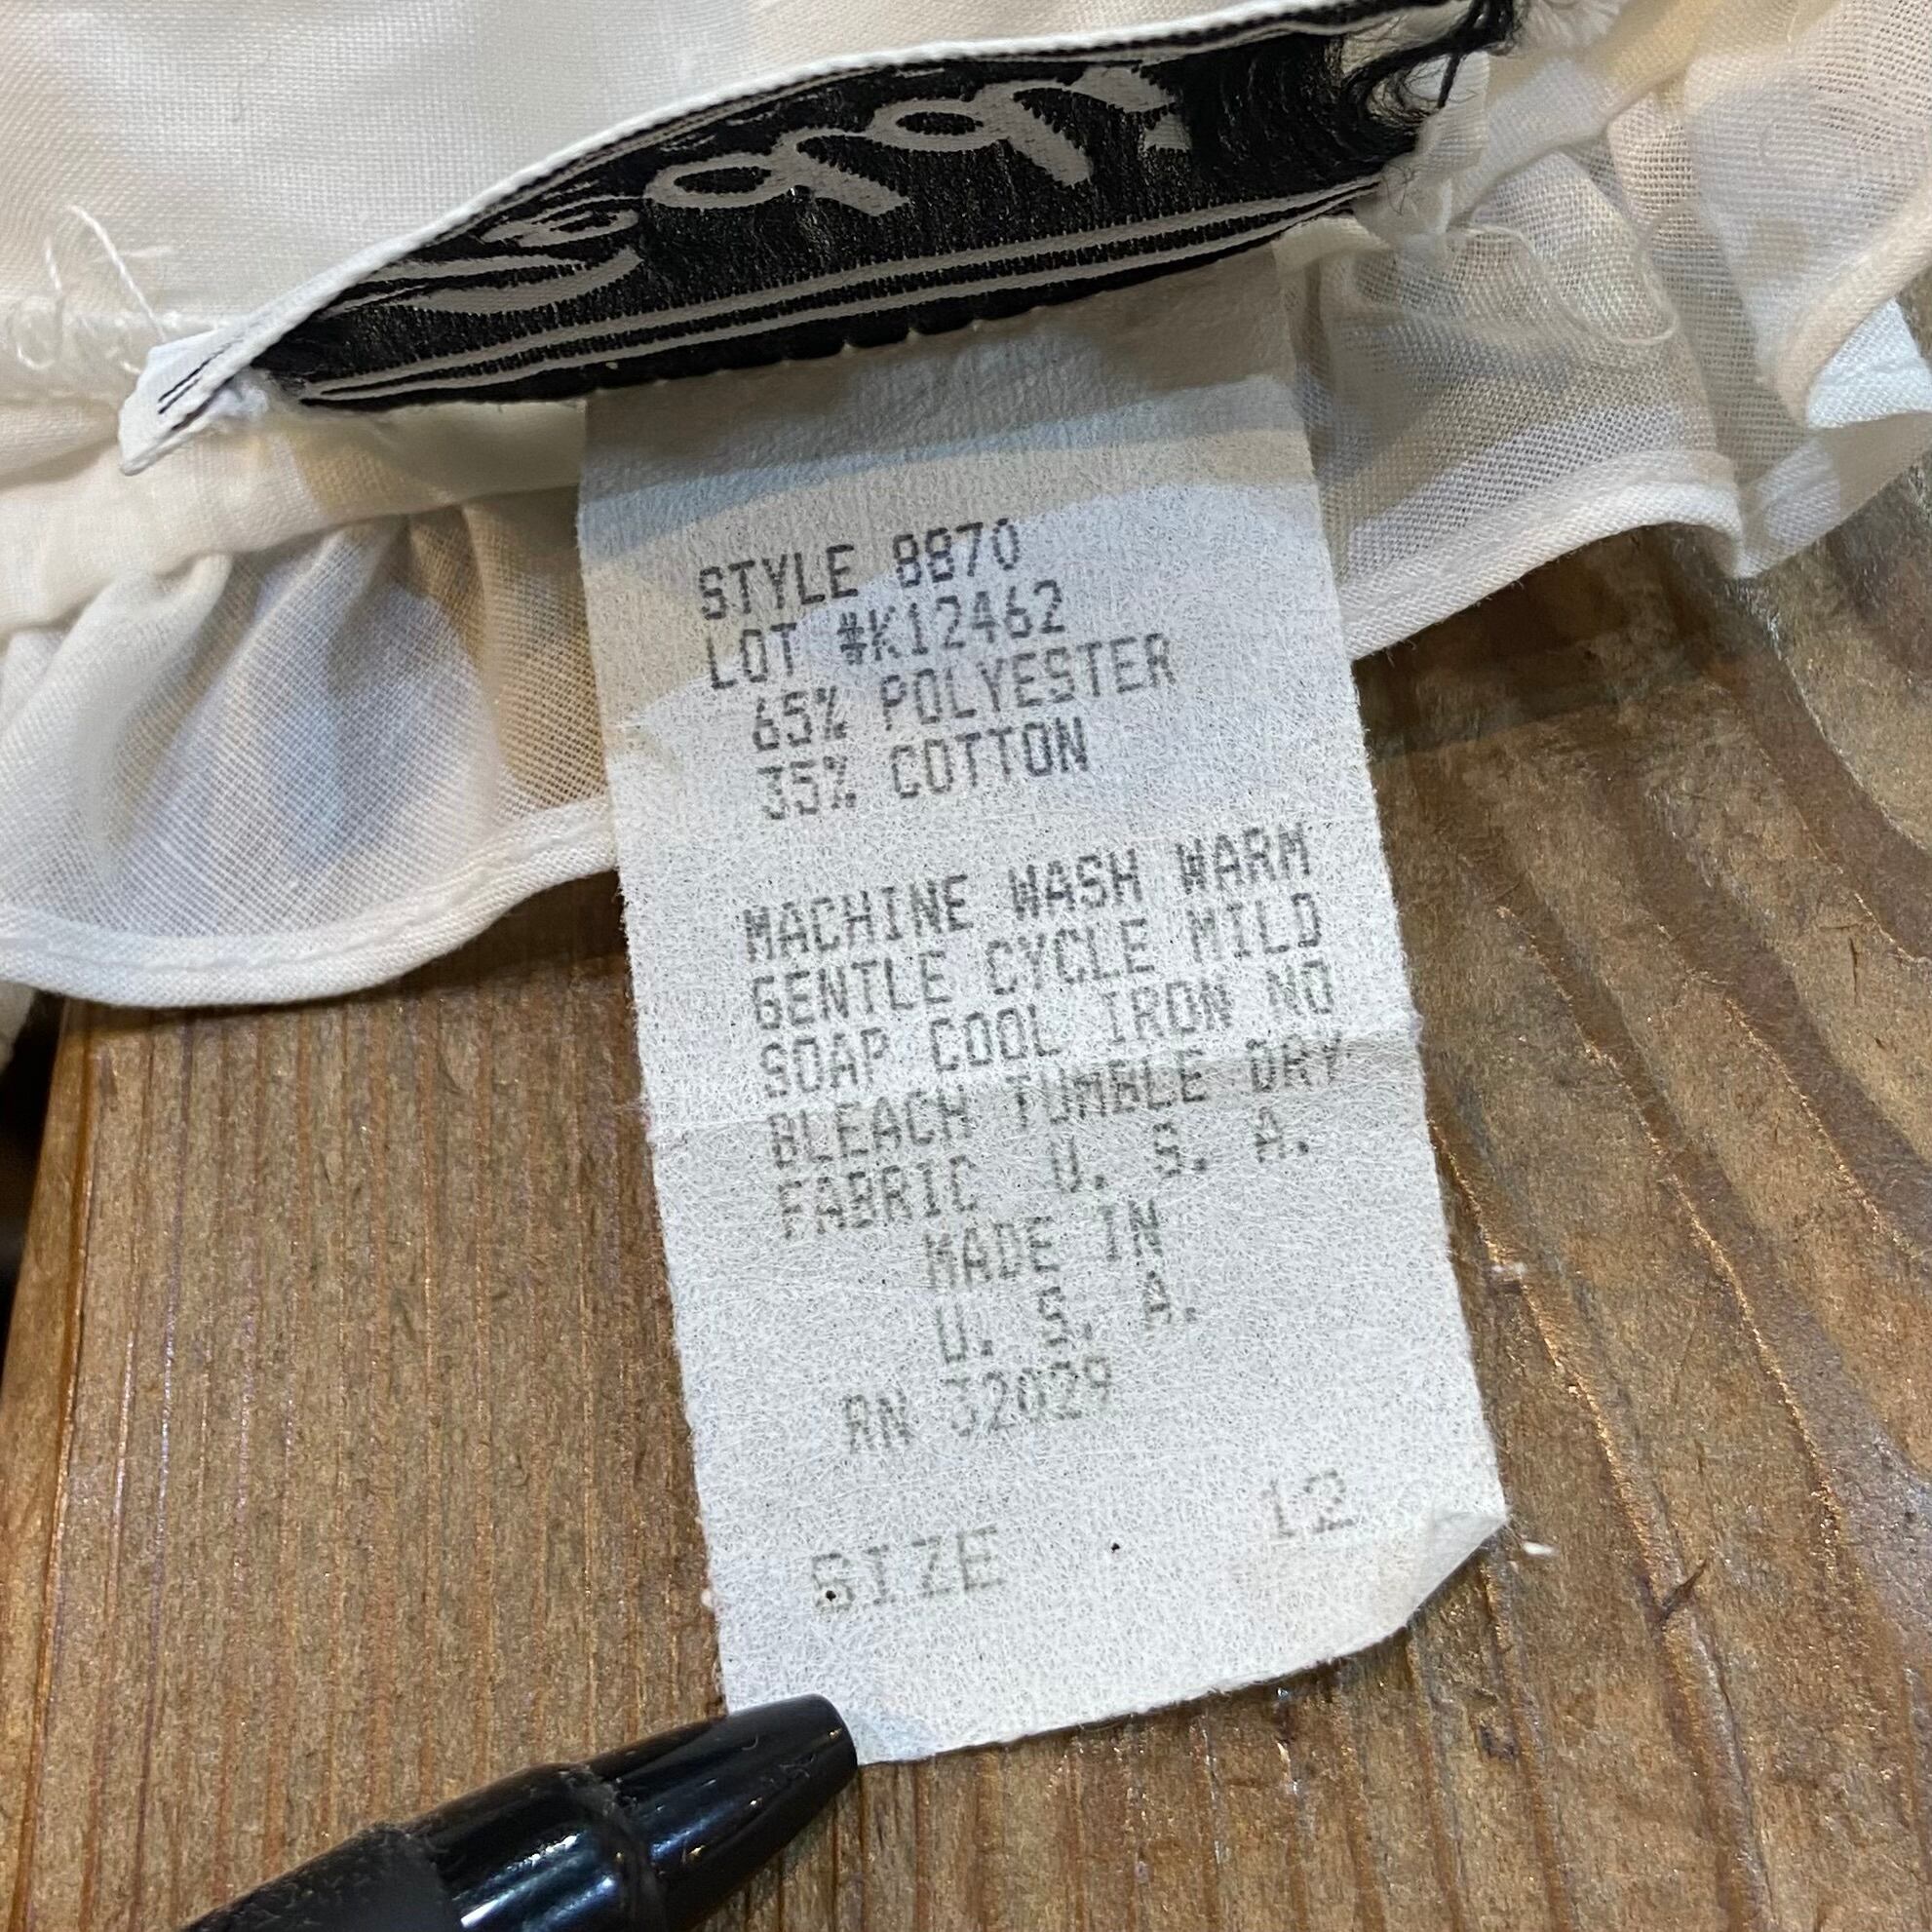 STYLE 8870
LOT #K12462
65% POLYESTER
35% COTTON
MACHINE WASH WARM
GENTLE CYCLE MILD
SOAP COOL IRON NO
BLEACH TUMBLE DRY
FABRIC U. S. A.
MADE IN
U. S. A.
RN 32029
SIZE 12